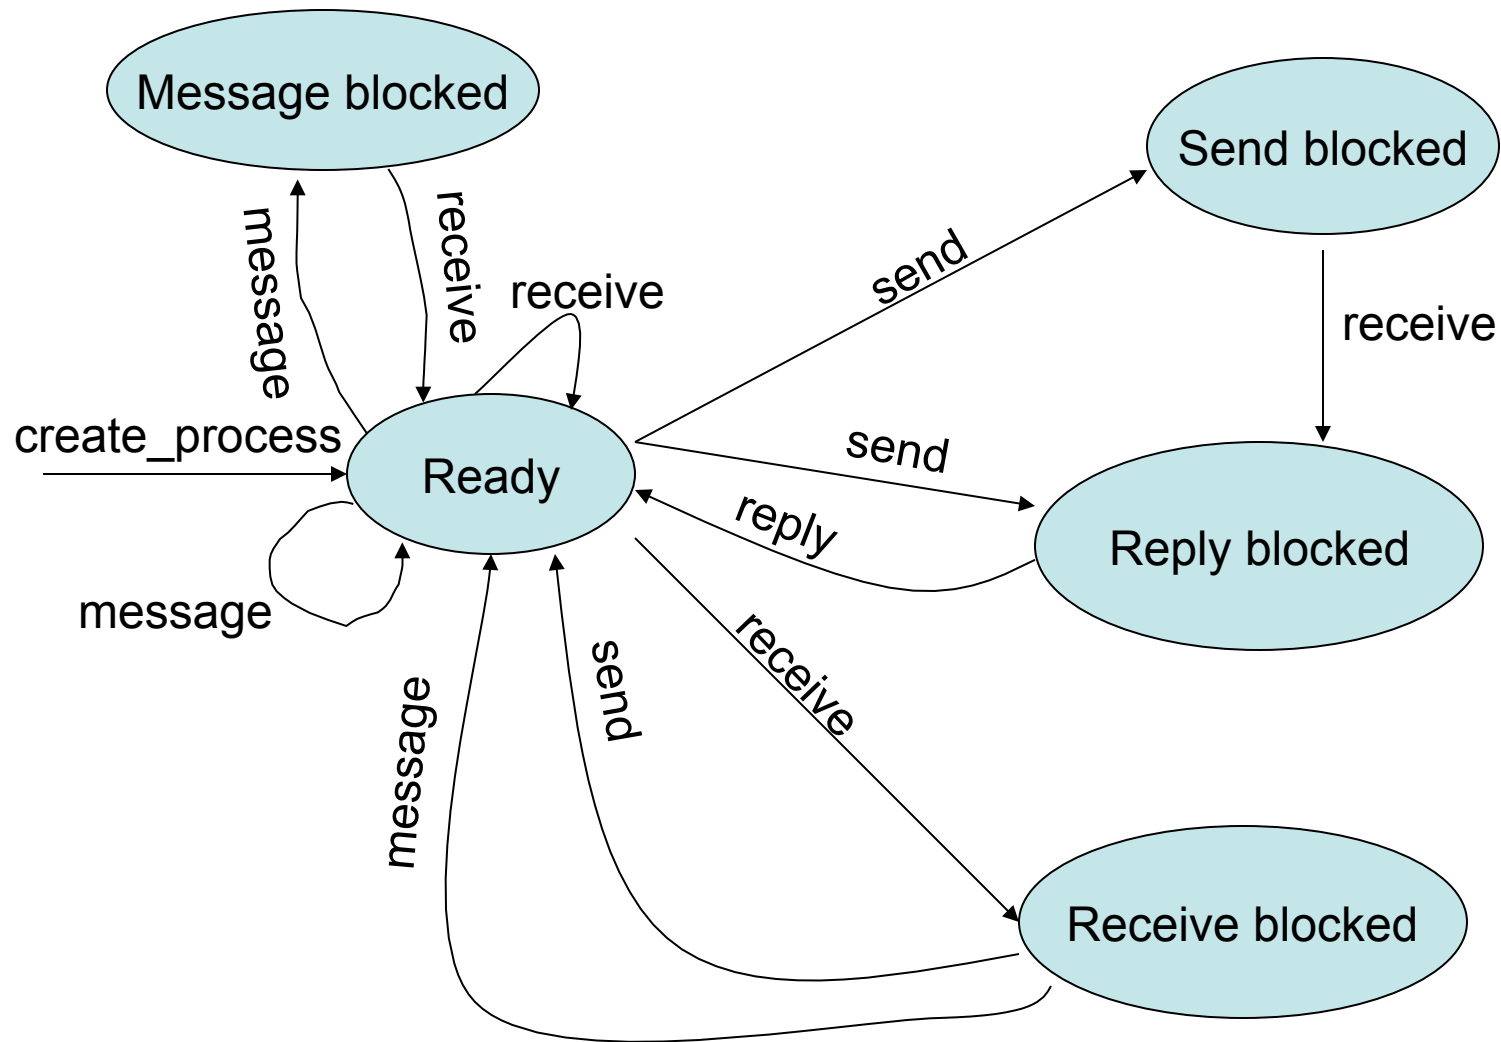 Message blocked
Send blocked
message
receive
send
receive
receive
create_process
send
Ready
reply
Reply blocked
message
receive
send
message
Receive blocked